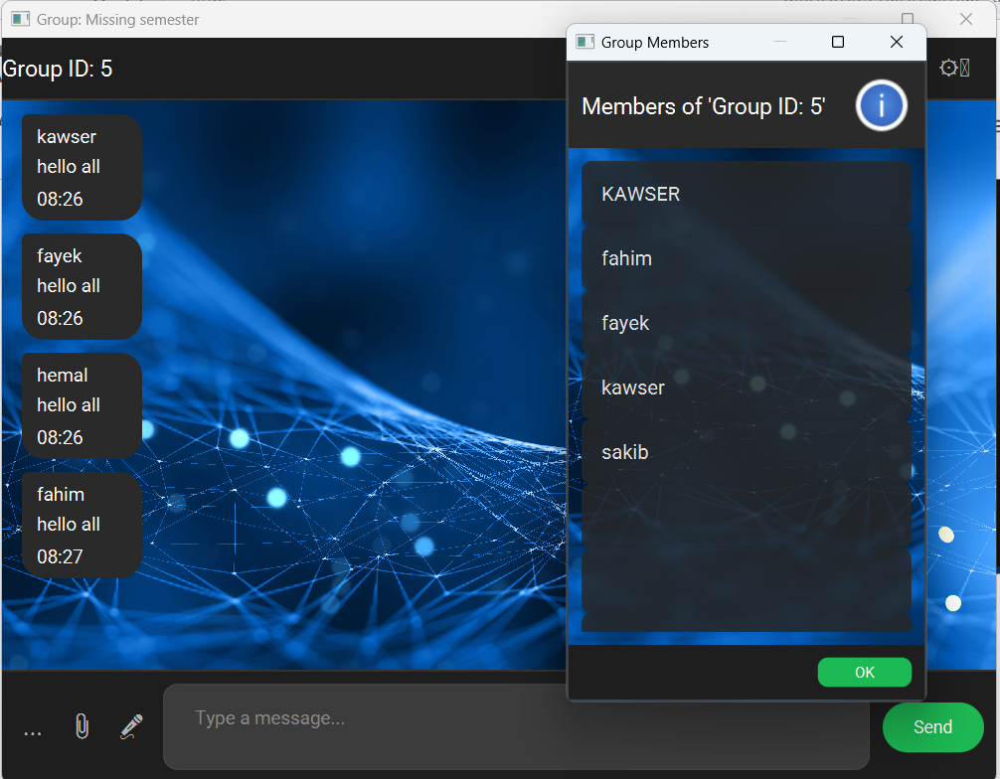 Group: Missing semester
Group ID: 5
kawser
hello all
08:26
fayek
hello all
08:26
hemal
hello all
08:26
fahim
hello all
08:27
...
Type a message...
Send
Group Members
Members of 'Group ID: 5'
i
KAWSER
fahim
fayek
kawser
sakib
OK